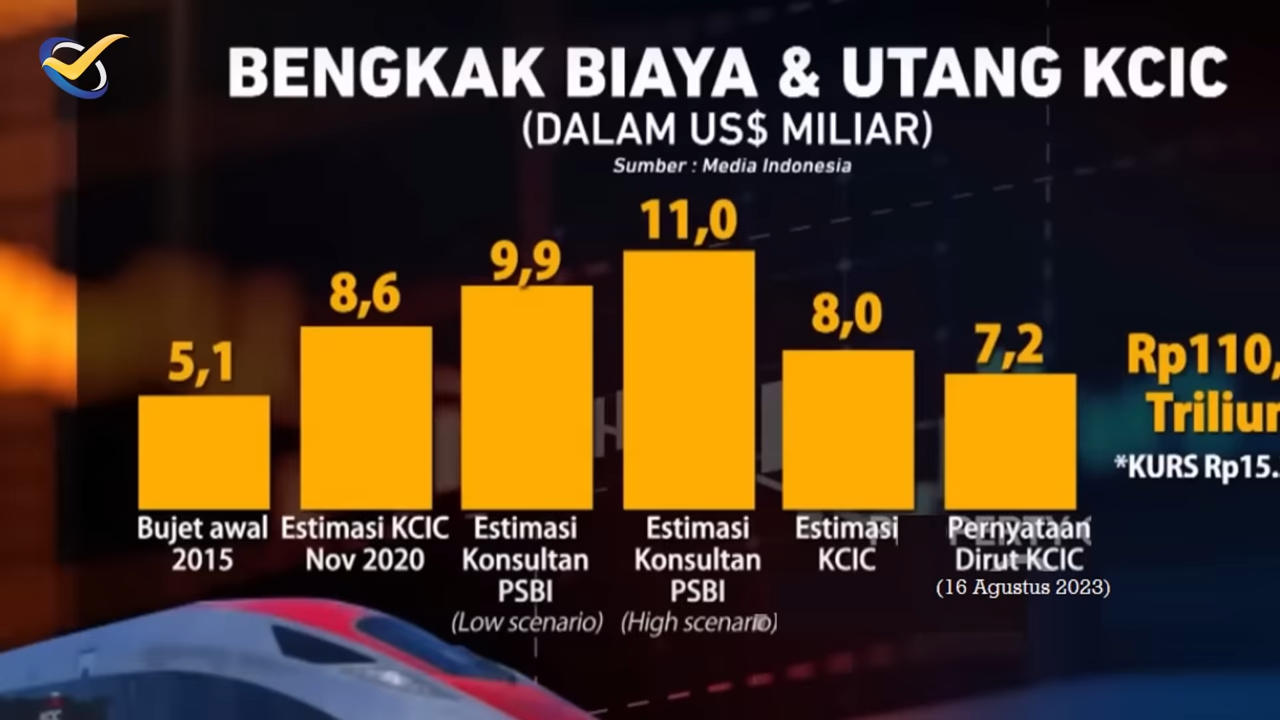 BENGKAK BIAYA & UTANG KCIC
(DALAM US$ MILIAR)
Sumber : Media Indonesia
5,1
8,6
9,9
11,0
8,0
7,2
Rp110,
Triliun
*KURS Rp15.
Bujet awal
2015
Estimasi KCIC
Nov 2020
Estimasi
Konsultan
PSBI
(Low scenario)
Estimasi
Konsultan
PSBI
(High scenario)
Estimasi
KCIC
Pernyataan
Dirut KCIC
(16 Agustus 2023)